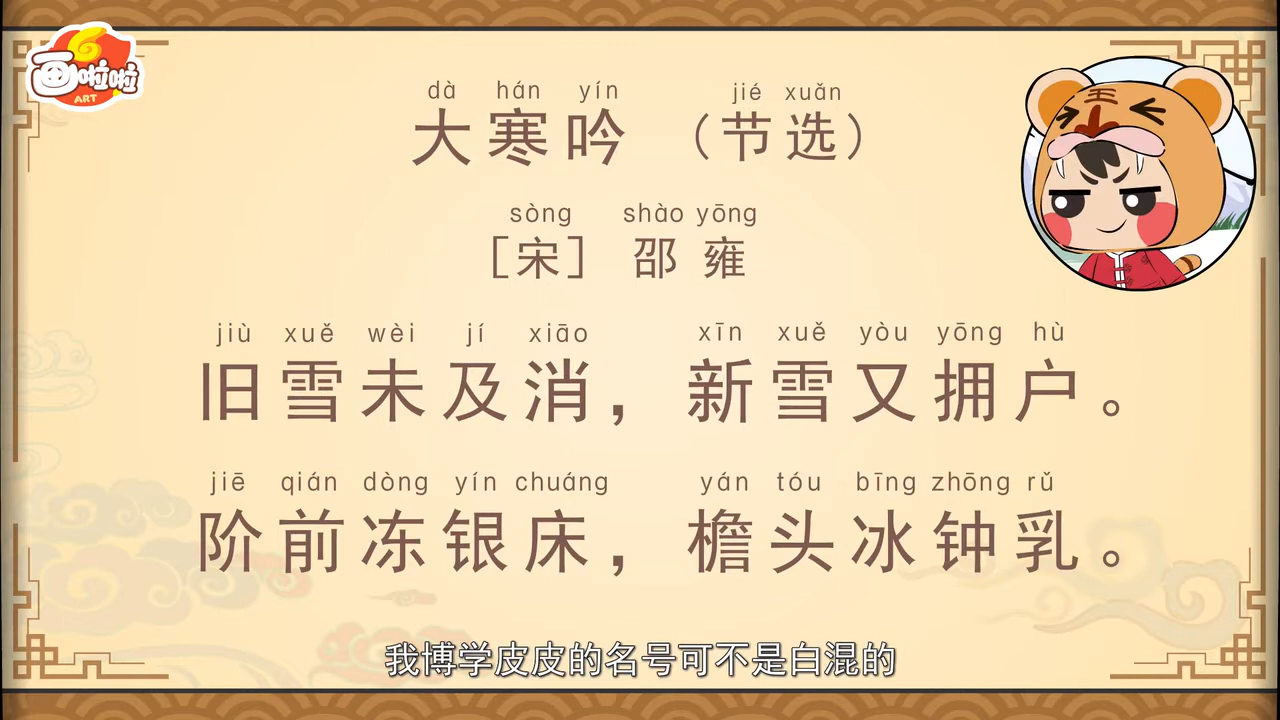 画啦啦
ART
dà hán yín jié xuǎn
大寒吟（节选）
sòng shào yōng
［宋］ 邵雍
jiù xuě wèi jí xiāo xīn xuě yòu yōng hù
旧雪未及消，新雪又拥户。
jiē qián dòng yín chuáng yán tóu bīng zhōng rǔ
阶前冻银床，檐头冰钟乳。
我博学皮皮的名号可不是白混的
王